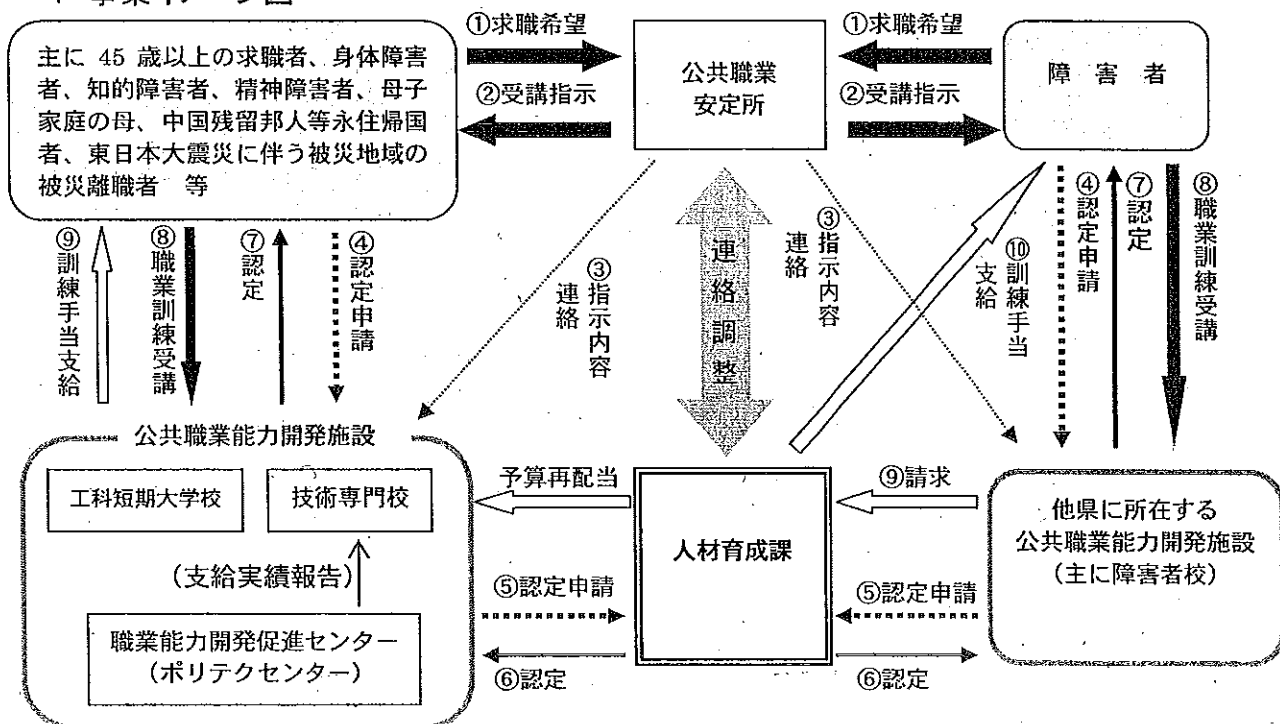 ①求職希望
①求職希望
主に 45 歳以上の求職者、身体障害
者、知的障害者、精神障害者、母子
家庭の母、中国残留邦人等永住帰国
者、東日本大震災に伴う被災地域の
被災離職者 等
公共職業
安定所
障 害 者
②受講指示
②受講指示
⑨訓練手当支給
⑧職業訓練受講
⑦認定
④認定申請
③指示内容
連絡
連絡調整
③指示内容
連絡
⑩訓練手当
支給
④認定申請
⑦認定
⑧職業訓練受講
公共職業能力開発施設
工科短期大学校
技術専門校
(支給実績報告)
職業能力開発促進センター
(ポリテクセンター)
予算再配当
⑤認定申請
⑥認定
人材育成課
⑨請求
⑤認定申請
⑥認定
他県に所在する
公共職業能力開発施設
(主に障害者校)